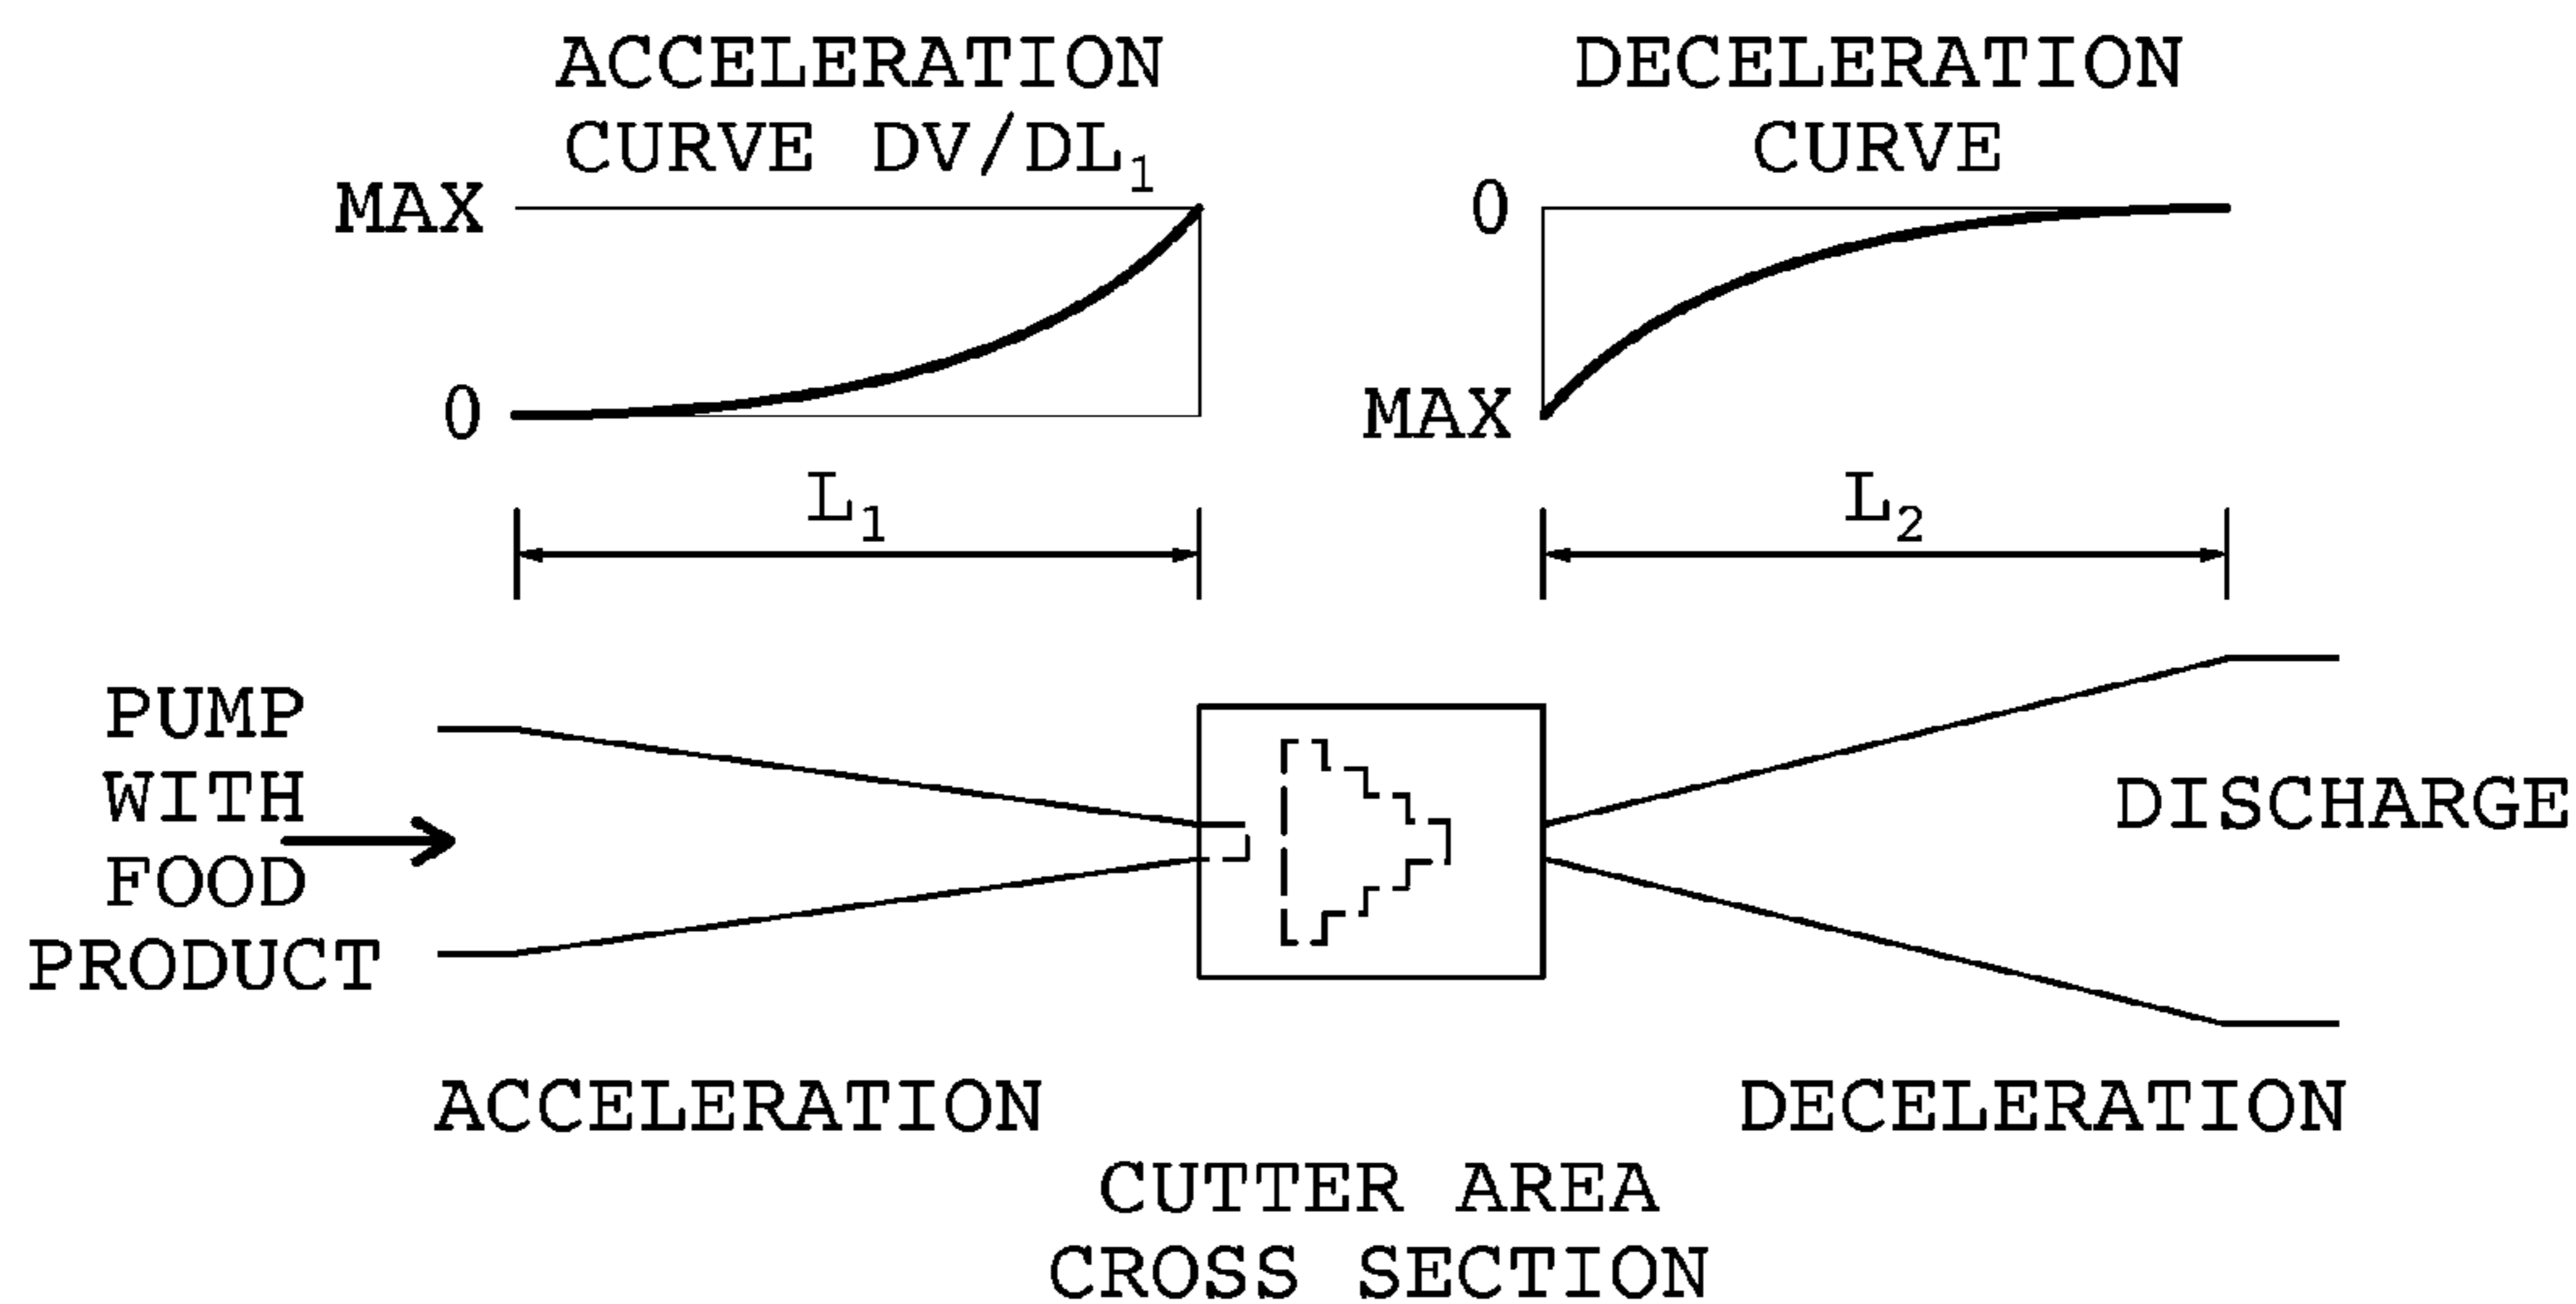 ACCELERATION
CURVE DV/DL₁
DECELERATION
CURVE
MAX
0
0
MAX
L₁
L₂
PUMP
WITH
FOOD
PRODUCT
DISCHARGE
ACCELERATION
DECELERATION
CUTTER AREA
CROSS SECTION